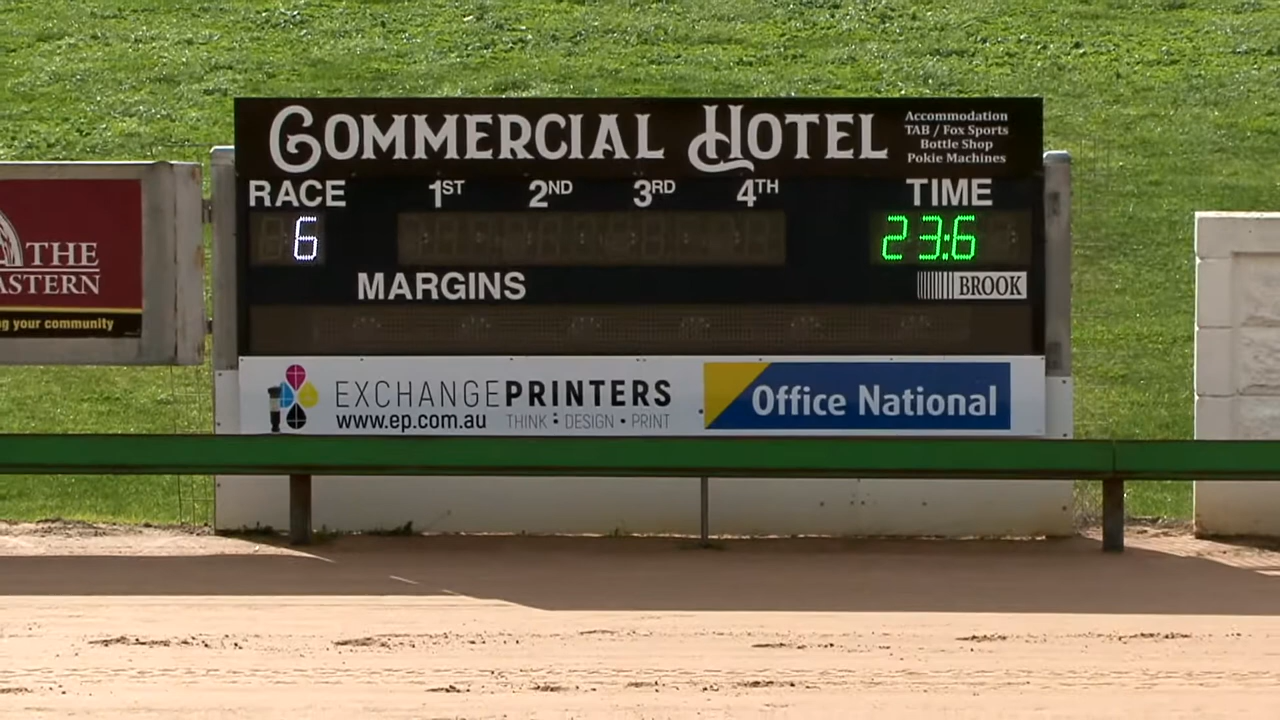 COMMERCIAL HOTEL
Accommodation
TAB / Fox Sports
Bottle Shop
Pokie Machines
RACE 1ST 2ND 3RD 4TH TIME
6 23:6
MARGINS
BROOK
THE
ASTERN
ng your community
EXCHANGEPRINTERS
www.ep.com.au THINK : DESIGN • PRINT
Office National